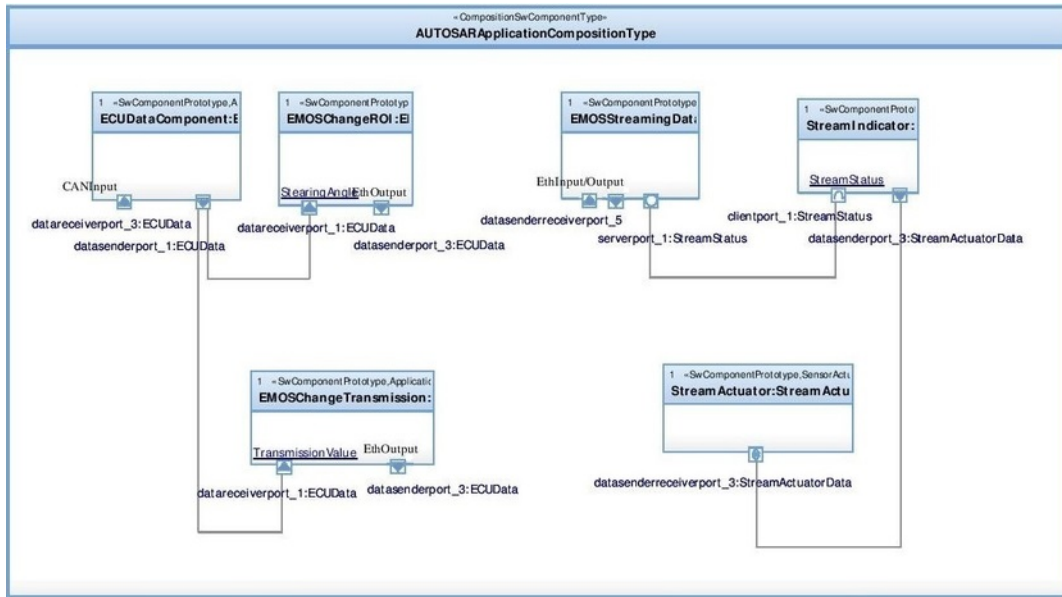 «CompositionSwComponentType»
AUTOSARApplicationCompositionType
1 «SwComponentPrototype,A
ECUDataComponent:E
1 «SwComponentPrototyp
EMOSChangeROI:El
1 «SwComponentPrototype
EMOSStreamingData
1 «SwComponentProto
StreamIndicator:
CANInput
StearingAngle
EthOutput
EthInput/Output
StreamStatus
datareceiverport_3:ECUData
datasenderport_1:ECUData
datareceiverport_1:ECUData
datasenderport_3:ECUData
datasenderreceiverport_5
serverport_1:StreamStatus
clientport_1:StreamStatus
datasenderport_3:StreamActuatorData
1 «SwComponentPrototype,Applicatic
EMOSChangeTransmission:
TransmissionValue
EthOutput
datareceiverport_1:ECUData
datasenderport_3:ECUData
1 «SwComponentPrototype,SensorActu
StreamActuator:StreamActu
datasenderreceiverport_3:StreamActuatorData